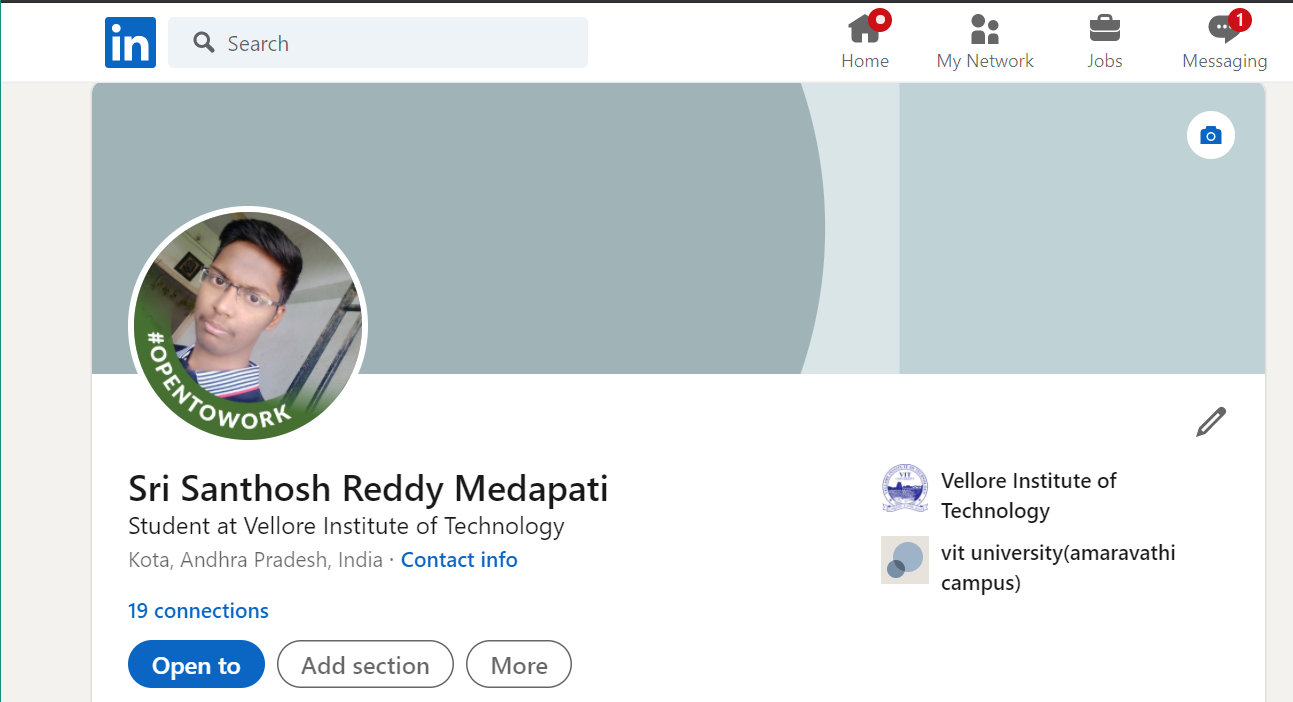 in
Search
Home
My Network
Jobs
1
Messaging
#OPENTOWORK
Sri Santhosh Reddy Medapati
Student at Vellore Institute of Technology
Kota, Andhra Pradesh, India · Contact info
19 connections
Open to
Add section
More
VIT
Vellore Institute of
Technology
vit university(amaravathi
campus)